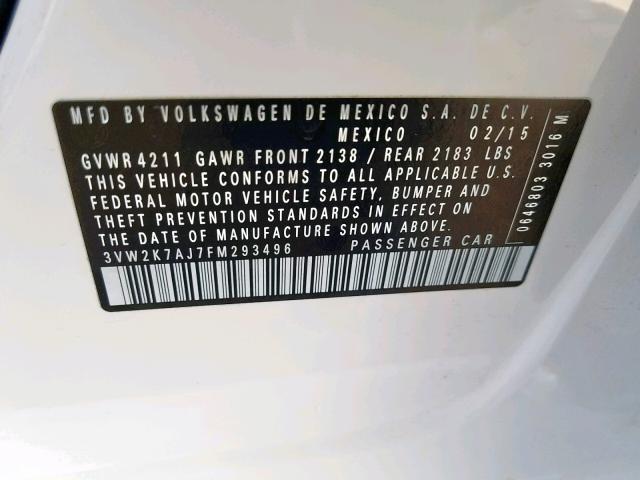 MFD BY VOLKSWAGEN DE MEXICO S.A. DE C.V.
MEXICO 02/15
GVWR 4211 GAWR FRONT 2138 / REAR 2183 LBS
THIS VEHICLE CONFORMS TO ALL APPLICABLE U.S.
FEDERAL MOTOR VEHICLE SAFETY, BUMPER AND
THEFT PREVENTION STANDARDS IN EFFECT ON
THE DATE OF MANUFACTURE SHOWN ABOVE.
3VW2K7AJ7FM293496 PASSENGER CAR
0646803 3016 M